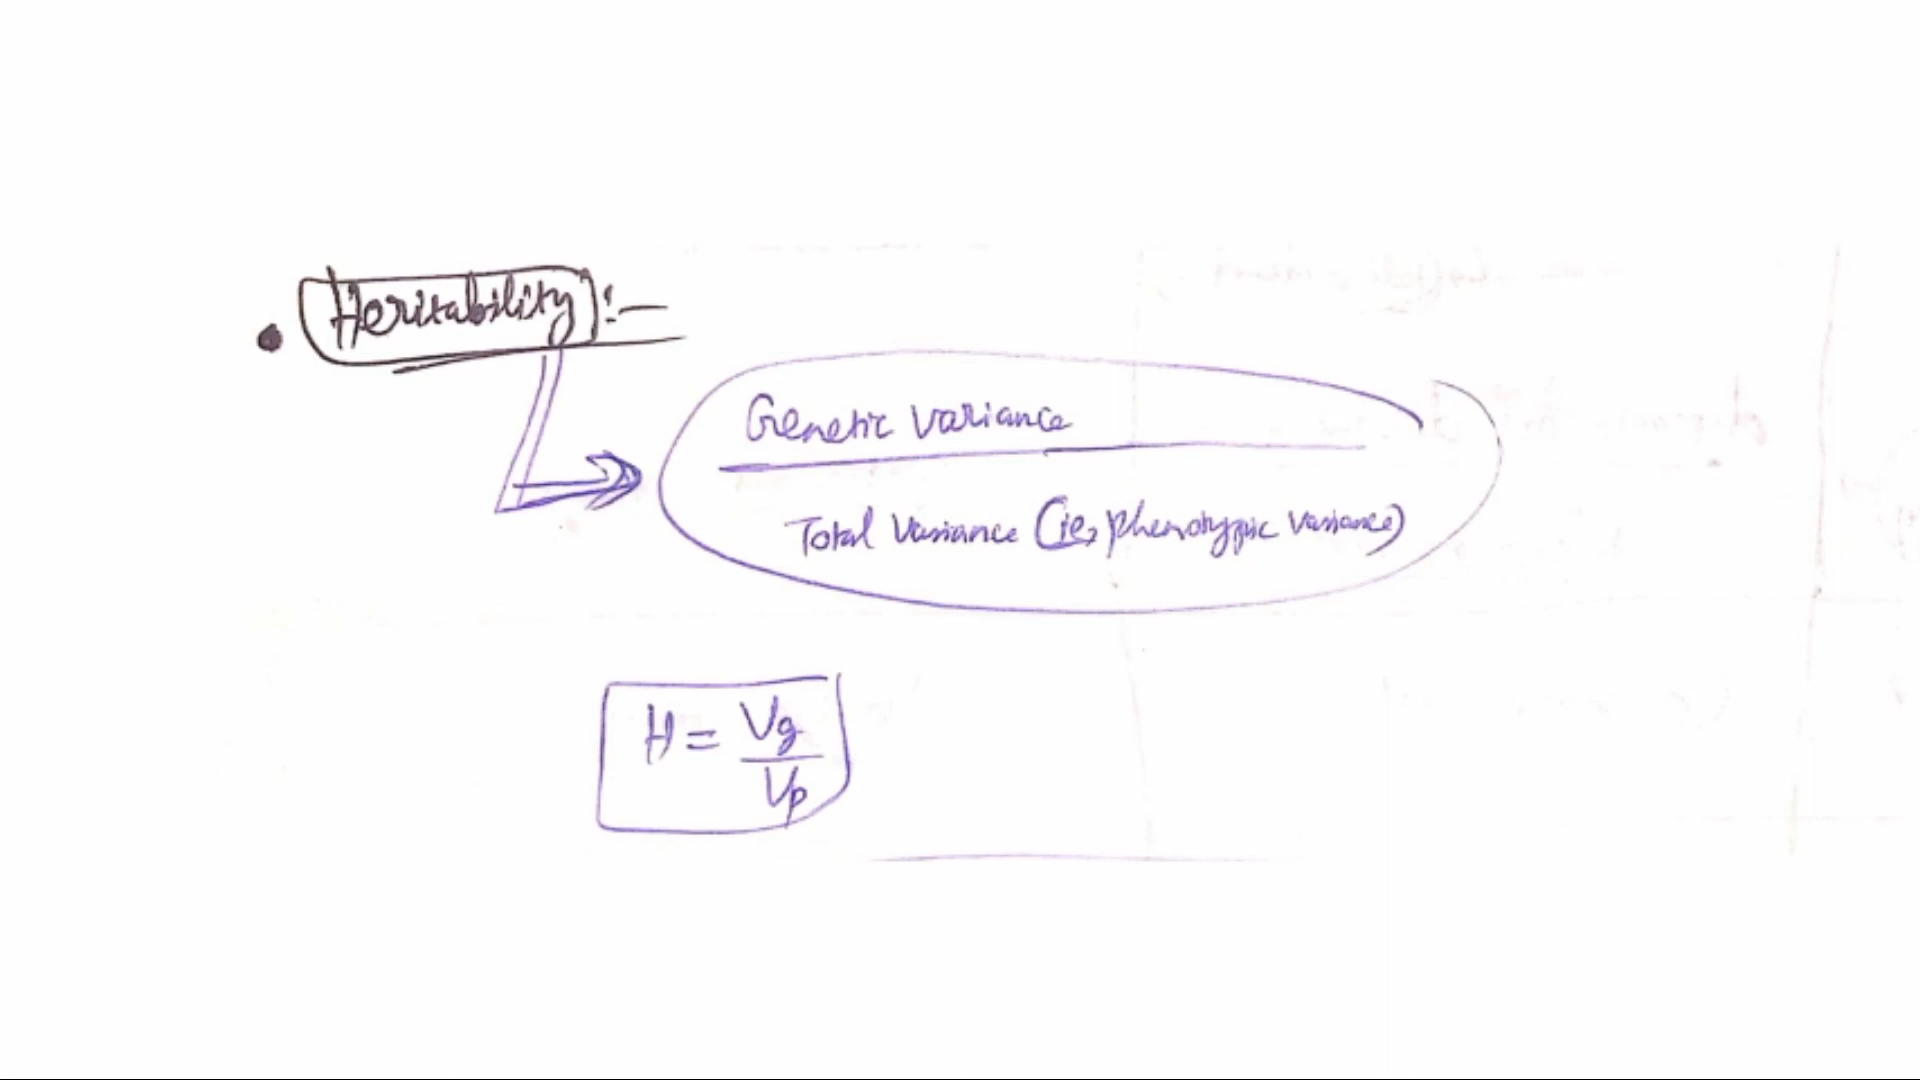 • Heritability :-
Genetic Variance
Total Variance (ie, phenotypic variance)
H = Vg
Vp